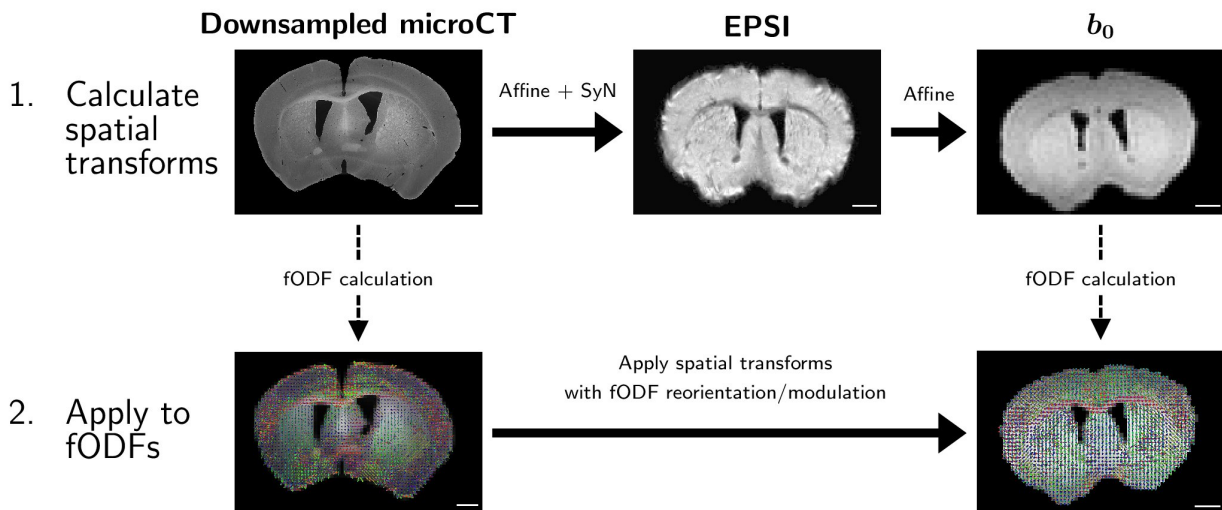 Downsampled microCT
EPSI
b0
1. Calculate
spatial
transforms
Affine + SyN
Affine
fODF calculation
fODF calculation
2. Apply to
fODFs
Apply spatial transforms
with fODF reorientation/modulation